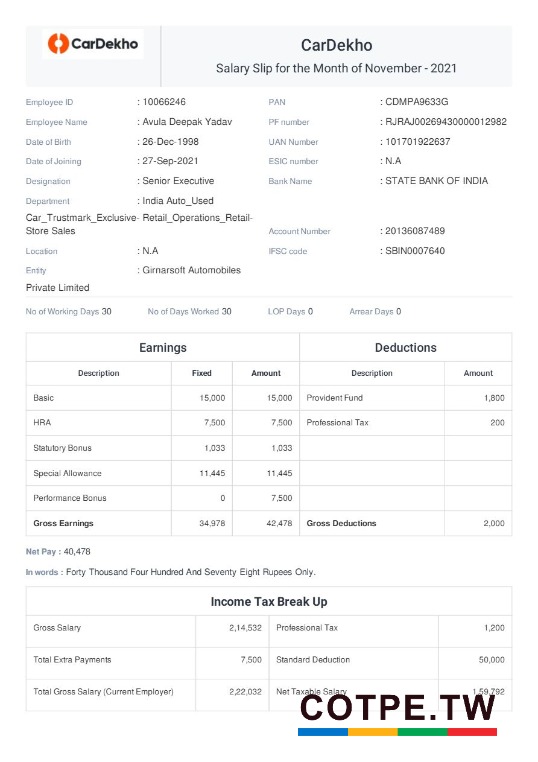 CarDekho
CarDekho
Salary Slip for the Month of November - 2021
Employee ID : 10066246 PAN : CDMPA9633G
Employee Name : Avula Deepak Yadav PF number : RJRAJ00269430000012982
Date of Birth : 26-Dec-1998 UAN Number : 101701922637
Date of Joining : 27-Sep-2021 ESIC number : N.A
Designation : Senior Executive Bank Name : STATE BANK OF INDIA
Department : India Auto_Used
Car_Trustmark_Exclusive- Retail_Operations_Retail-
Store Sales Account Number : 20136087489
Location : N.A IFSC code : SBIN0007640
Entity : Girnarsoft Automobiles
Private Limited
No of Working Days 30 No of Days Worked 30 LOP Days 0 Arrear Days 0
Earnings Deductions
Description Fixed Amount Description Amount
Basic 15,000 15,000 Provident Fund 1,800
HRA 7,500 7,500 Professional Tax 200
Statutory Bonus 1,033 1,033
Special Allowance 11,445 11,445
Performance Bonus 0 7,500
Gross Earnings 34,978 42,478 Gross Deductions 2,000
Net Pay : 40,478
In words : Forty Thousand Four Hundred And Seventy Eight Rupees Only.
Income Tax Break Up
Gross Salary 2,14,532 Professional Tax 1,200
Total Extra Payments 7,500 Standard Deduction 50,000
Total Gross Salary (Current Employer) 2,22,032 Net Taxable Salary 1,59,792
COTPE.TW